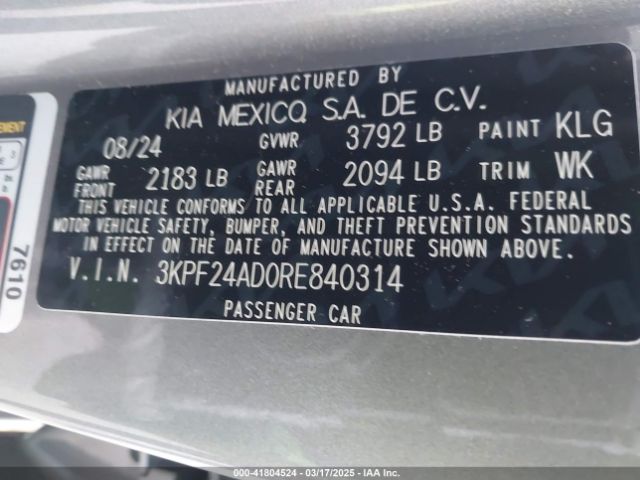 MANUFACTURED BY
KIA MEXICO, S.A. DE C.V.
08/24 GVWR 3792 LB PAINT KLG
GAWR FRONT 2183 LB GAWR REAR 2094 LB TRIM WK
THIS VEHICLE CONFORMS TO ALL APPLICABLE U.S.A. FEDERAL
MOTOR VEHICLE SAFETY, BUMPER, AND THEFT PREVENTION STANDARDS
IN EFFECT ON THE DATE OF MANUFACTURE SHOWN ABOVE.
V.I.N. 3KPF24AD0RE840314
PASSENGER CAR
7610
000-41804524 - 03/17/2025 - IAA Inc.